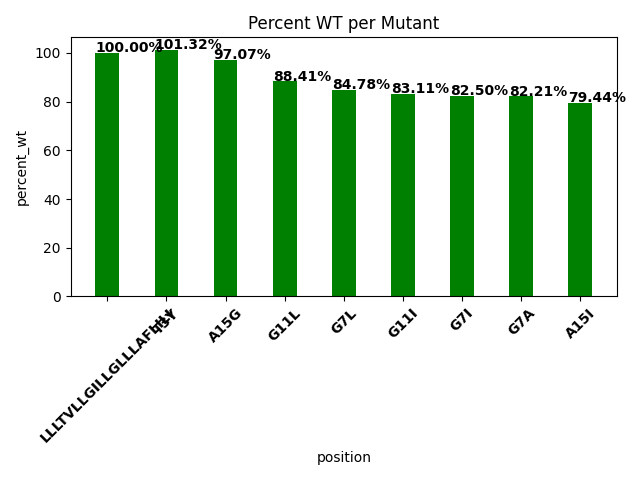 Percent WT per Mutant
percent_wt
100
80
60
40
20
0
100.00%
101.32%
97.07%
88.41%
84.78%
83.11%
82.50%
82.21%
79.44%
A15G
G11L
G7L
G11I
G7I
G7A
A15I
position